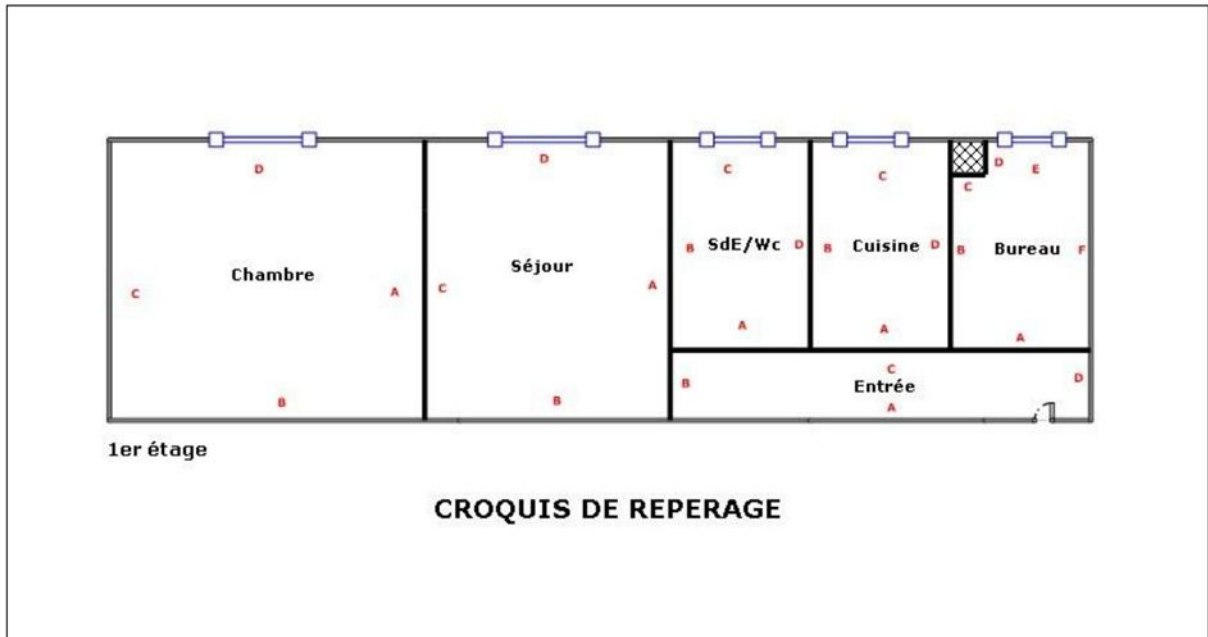 D
D
C
C
D
E
C
Chambre
C
A
Séjour
C
A
B
SdE/Wc
D
B
Cuisine
D
B
Bureau
F
A
A
A
B
B
B
C
Entrée
A
D
1er étage
CROQUIS DE REPERAGE